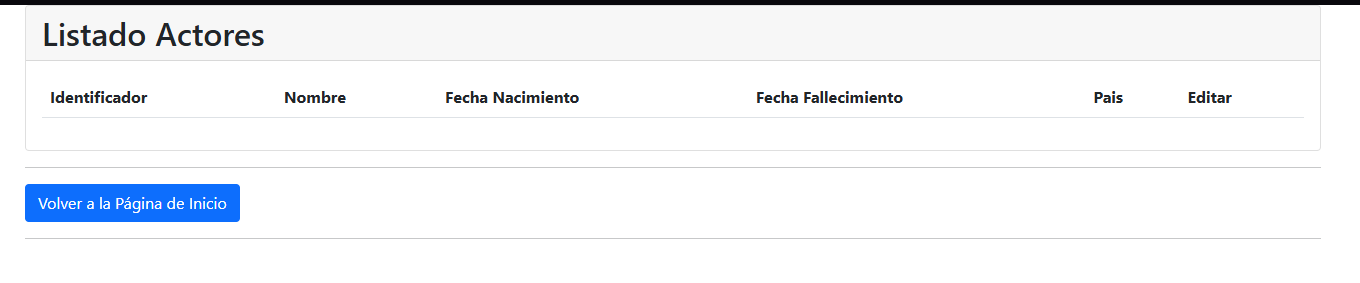 Listado Actores
Identificador Nombre Fecha Nacimiento Fecha Fallecimiento Pais Editar
Volver a la Página de Inicio